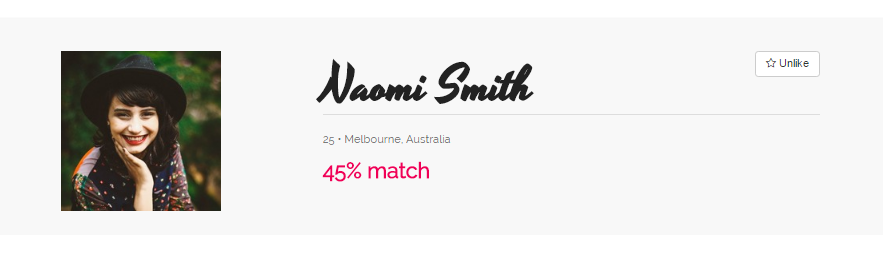 Naomi Smith
Unlike
25 • Melbourne, Australia
45% match